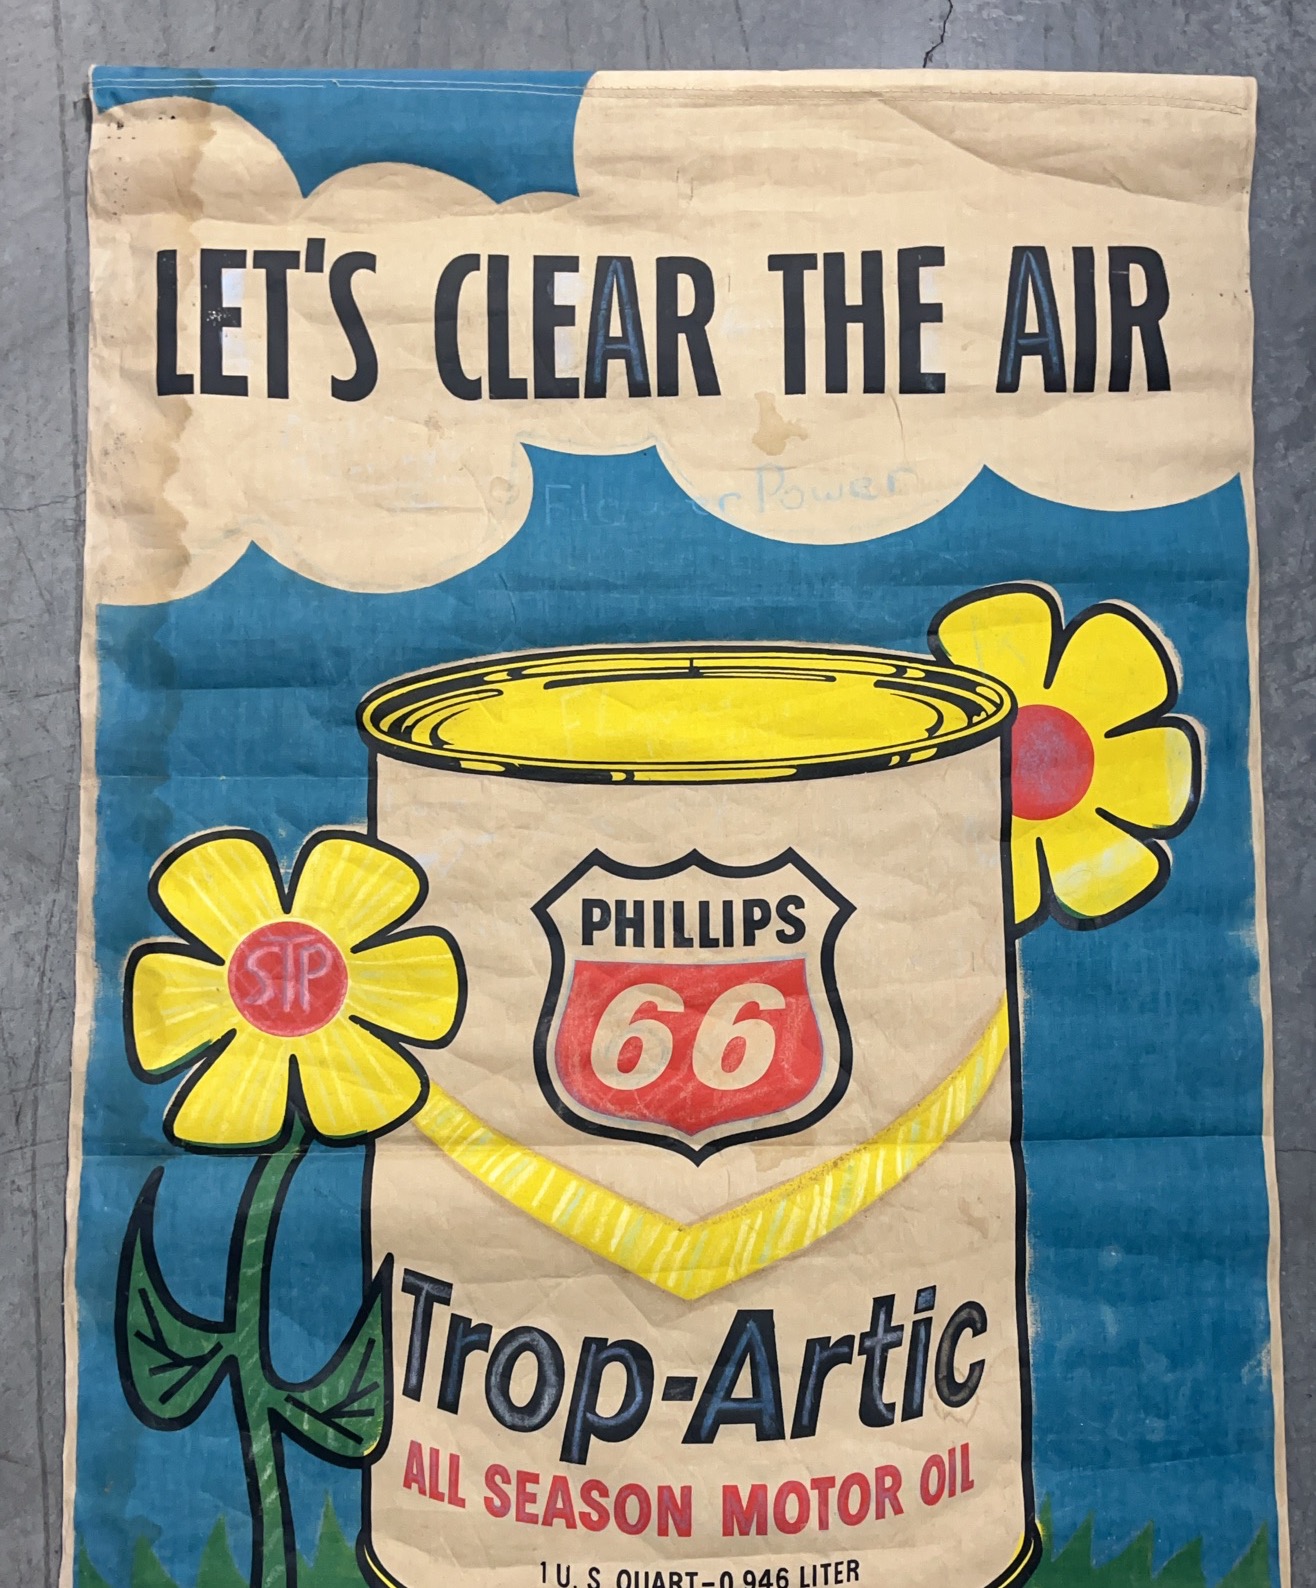 LET'S CLEAR THE AIR
Flower Power
PHILLIPS
66
STP
Trop-Artic
ALL SEASON MOTOR OIL
1 U. S. QUART-0.946 LITER